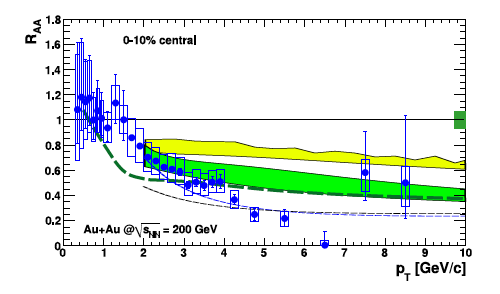 R_AA
1.8
1.6
1.4
1.2
1
0.8
0.6
0.4
0.2
0
0-10% central
Au+Au @√s_NN = 200 GeV
0 1 2 3 4 5 6 7 8 9 10
p_T [GeV/c]